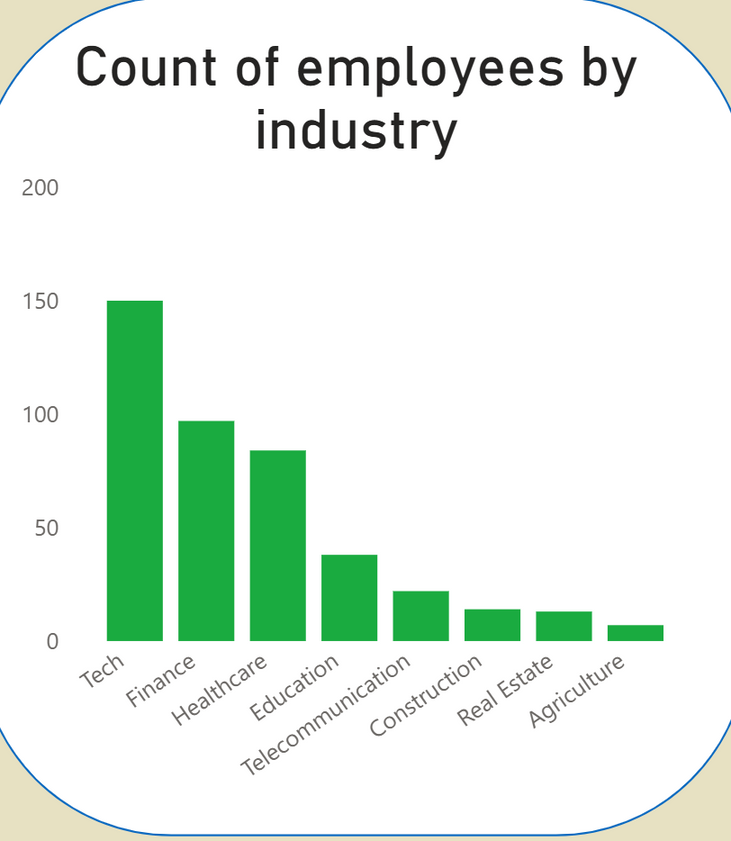 Count of employees by
industry
200
150
100
50
0
Tech
Finance
Healthcare
Education
Telecommunication
Construction
Real Estate
Agriculture